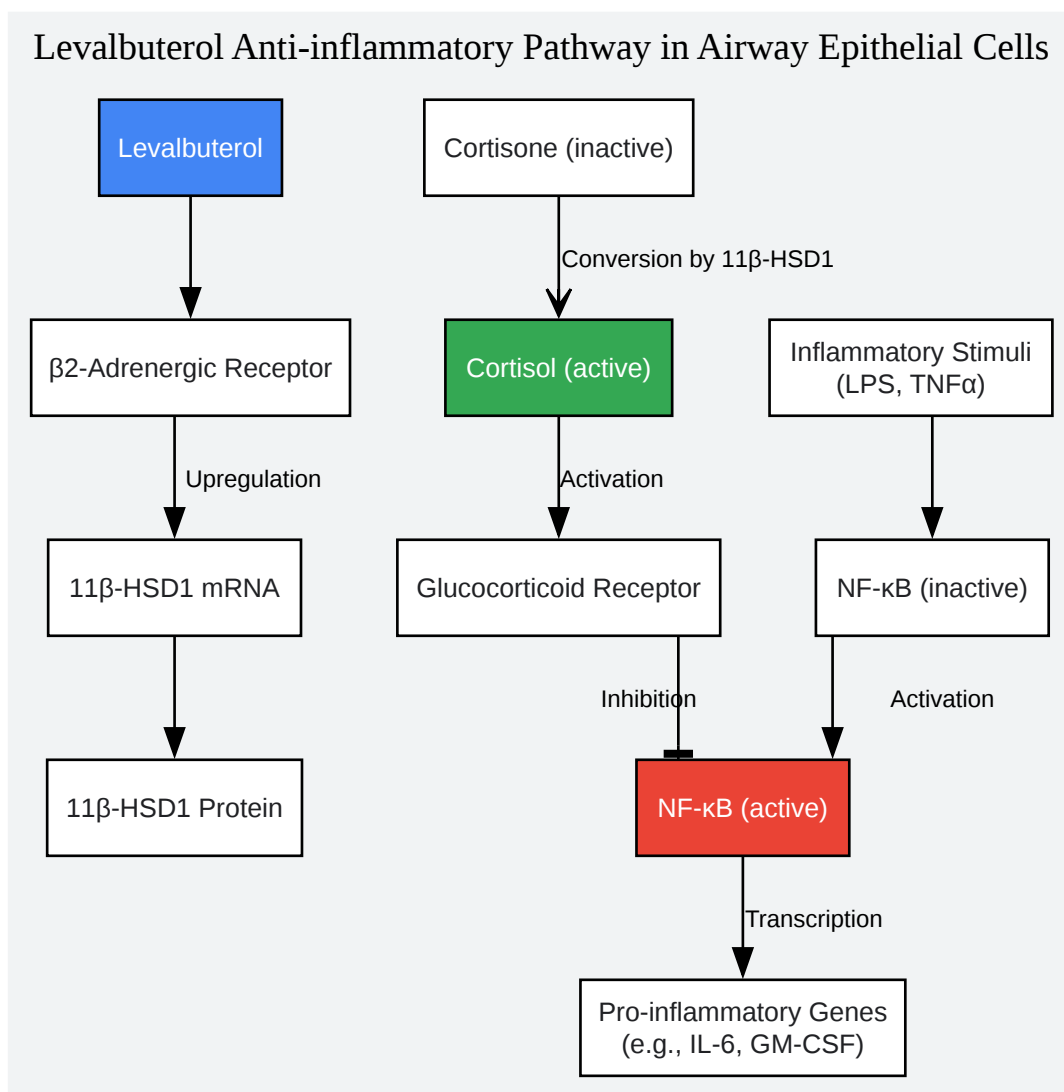 Levalbuterol Anti-inflammatory Pathway in Airway Epithelial Cells
Levalbuterol
Cortisone (inactive)
Conversion by 11β-HSD1
β2-Adrenergic Receptor
Cortisol (active)
Inflammatory Stimuli
(LPS, TNFα)
Upregulation
Activation
11β-HSD1 mRNA
Glucocorticoid Receptor
NF-κB (inactive)
Inhibition
Activation
11β-HSD1 Protein
NF-κB (active)
Transcription
Pro-inflammatory Genes
(e.g., IL-6, GM-CSF)